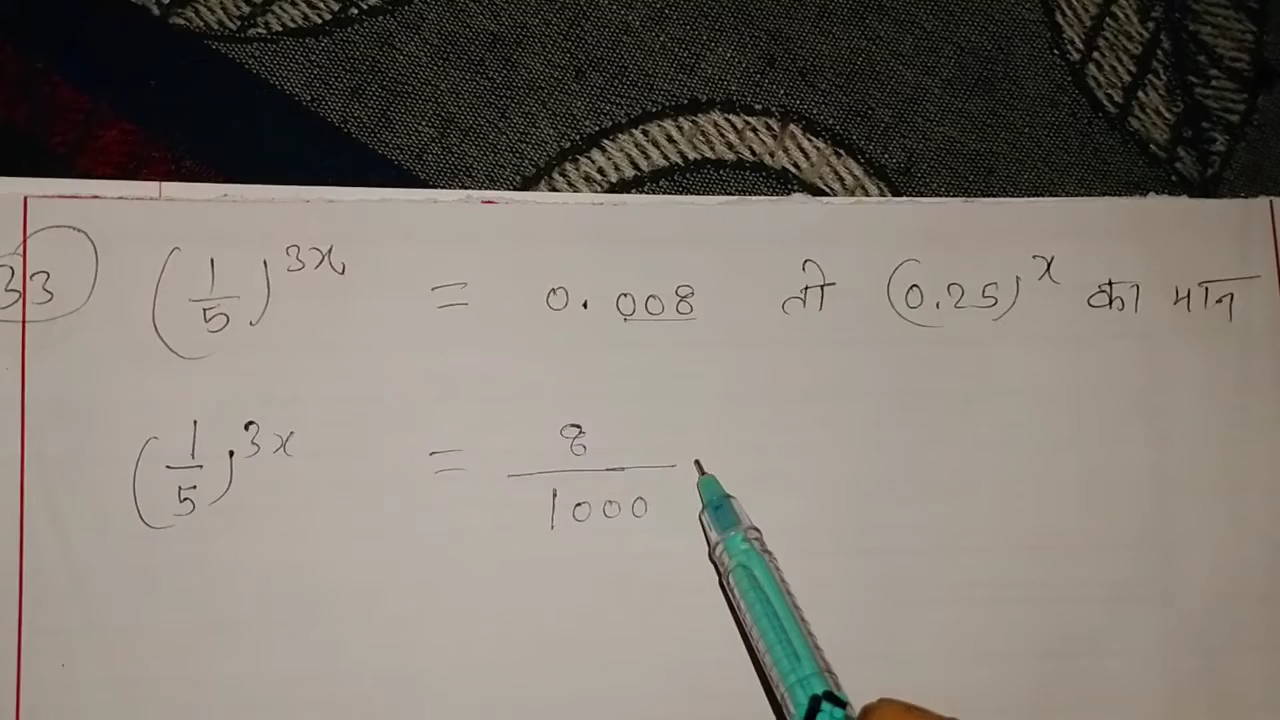 33 (1/5)^3x = 0.008 तो (0.25)^x का मान
(1/5)^3x = 8/1000